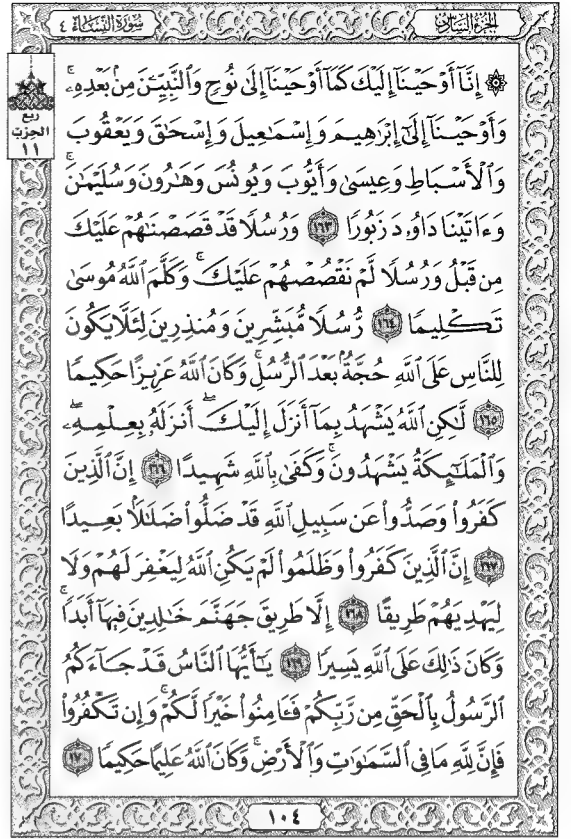 الجزء السادس
سورة النساء ٤
ربع
الحزب
١١
۞ إِنَّآ أَوْحَيْنَآ إِلَيْكَ كَمَآ أَوْحَيْنَآ إِلَىٰ نُوحٍ وَٱلنَّبِيِّـۧنَ مِنۢ بَعْدِهِۦۚ
وَأَوْحَيْنَآ إِلَىٰٓ إِبْرَٰهِيمَ وَإِسْمَٰعِيلَ وَإِسْحَٰقَ وَيَعْقُوبَ
وَٱلْأَسْبَاطِ وَعِيسَىٰ وَأَيُّوبَ وَيُونُسَ وَهَٰرُونَ وَسُلَيْمَٰنَۚ
وَءَاتَيْنَا دَاوُۥدَ زَبُورًا ١٦٣ وَرُسُلًا قَدْ قَصَصْنَٰهُمْ عَلَيْكَ
مِن قَبْلُ وَرُسُلًا لَّمْ نَقْصُصْهُمْ عَلَيْكَۚ وَكَلَّمَ ٱللَّهُ مُوسَىٰ
تَكْلِيمًا ١٦٤ رُّسُلًا مُّبَشِّرِينَ وَمُنذِرِينَ لِئَلَّا يَكُونَ
لِلنَّاسِ عَلَى ٱللَّهِ حُجَّةٌۢ بَعْدَ ٱلرُّسُلِۚ وَكَانَ ٱللَّهُ عَزِيزًا حَكِيمًا
١٦٥ لَّٰكِنِ ٱللَّهُ يَشْهَدُ بِمَآ أَنزَلَ إِلَيْكَۖ أَنزَلَهُۥ بِعِلْمِهِۦۖ
وَٱلْمَلَٰٓئِكَةُ يَشْهَدُونَۚ وَكَفَىٰ بِٱللَّهِ شَهِيدًا ١٦٦ إِنَّ ٱلَّذِينَ
كَفَرُوا۟ وَصَدُّوا۟ عَن سَبِيلِ ٱللَّهِ قَدْ ضَلُّوا۟ ضَلَٰلًۢا بَعِيدًا
١٦٧ إِنَّ ٱلَّذِينَ كَفَرُوا۟ وَظَلَمُوا۟ لَمْ يَكُنِ ٱللَّهُ لِيَغْفِرَ لَهُمْ وَلَا
لِيَهْدِيَهُمْ طَرِيقًا ١٦٨ إِلَّا طَرِيقَ جَهَنَّمَ خَٰلِدِينَ فِيهَآ أَبَدًاۚ
وَكَانَ ذَٰلِكَ عَلَى ٱللَّهِ يَسِيرًا ١٦٩ يَٰٓأَيُّهَا ٱلنَّاسُ قَدْ جَآءَكُمُ
ٱلرَّسُولُ بِٱلْحَقِّ مِن رَّبِّكُمْ فَـَٔامِنُوا۟ خَيْرًا لَّكُمْۚ وَإِن تَكْفُرُوا۟
فَإِنَّ لِلَّهِ مَا فِى ٱلسَّمَٰوَٰتِ وَٱلْأَرْضِۚ وَكَانَ ٱللَّهُ عَلِيمًا حَكِيمًا ١٧٠
١٠٤